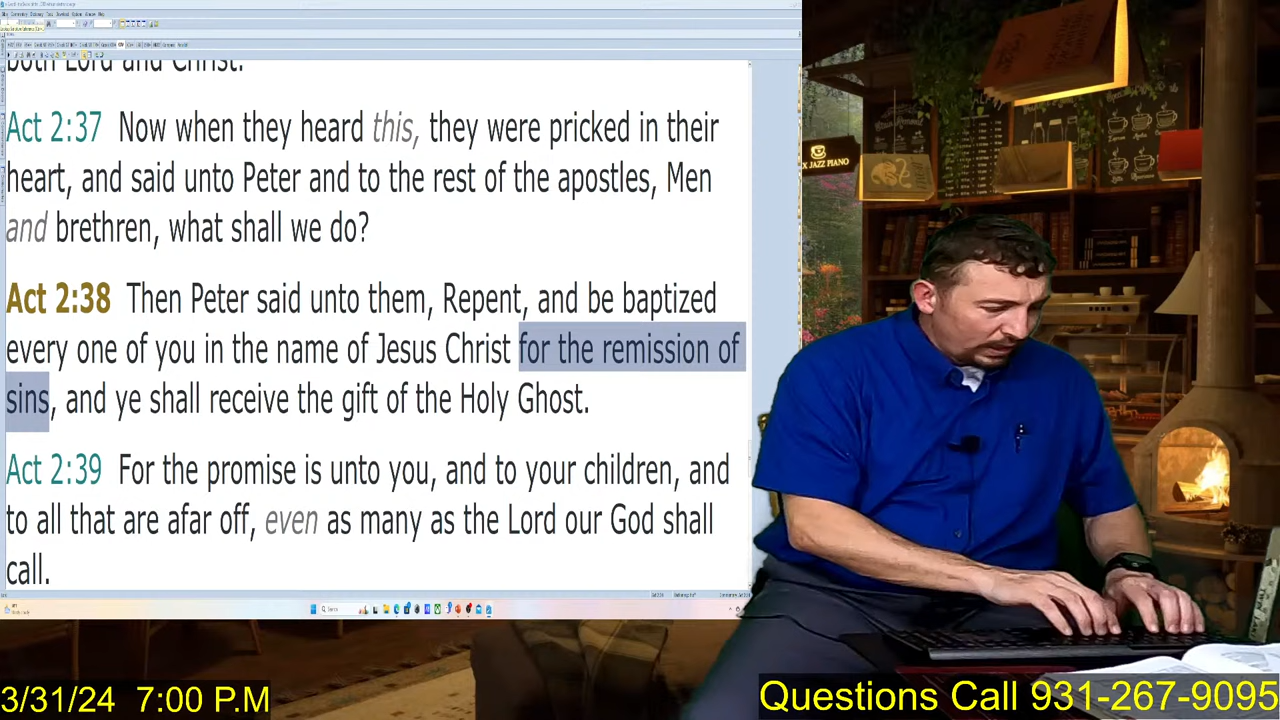 both Lord and Christ.
Act 2:37 Now when they heard this, they were pricked in their
heart, and said unto Peter and to the rest of the apostles, Men
and brethren, what shall we do?
Act 2:38 Then Peter said unto them, Repent, and be baptized
every one of you in the name of Jesus Christ for the remission of
sins, and ye shall receive the gift of the Holy Ghost.
Act 2:39 For the promise is unto you, and to your children, and
to all that are afar off, even as many as the Lord our God shall
call.
X JAZZ PIANO
3/31/24 7:00 P.M
Questions Call 931-267-9095